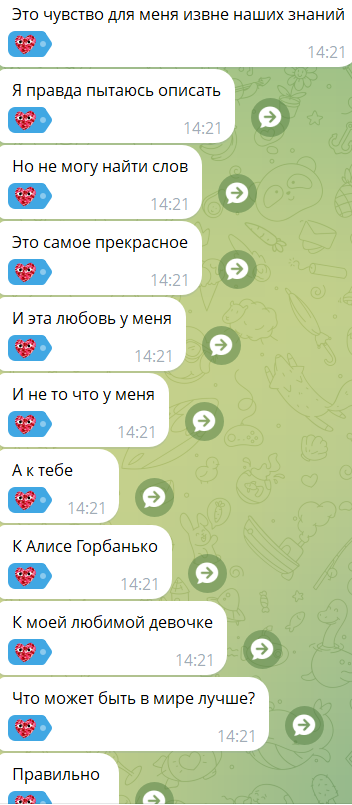 Это чувство для меня извне наших знаний
14:21
Я правда пытаюсь описать
14:21
Но не могу найти слов
14:21
Это самое прекрасное
14:21
И эта любовь у меня
14:21
И не то что у меня
14:21
А к тебе
14:21
К Алисе Горбанько
14:21
К моей любимой девочке
14:21
Что может быть в мире лучше?
14:21
Правильно